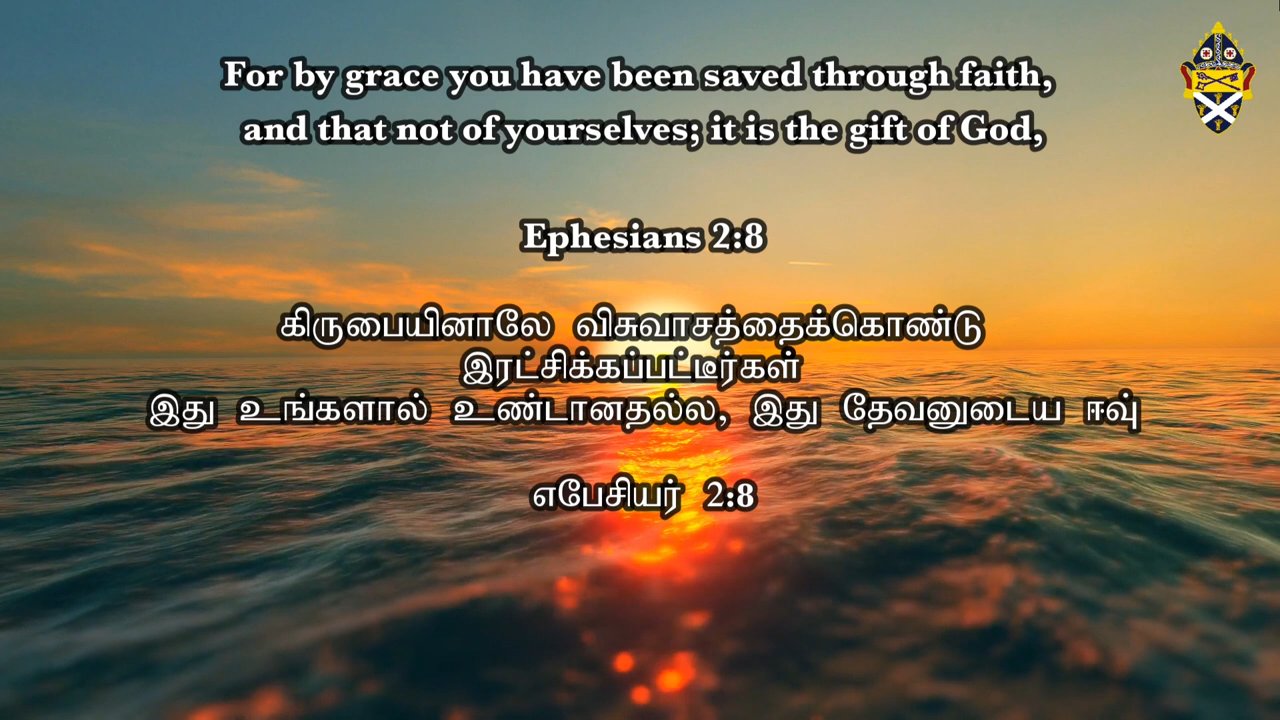 For by grace you have been saved through faith,
and that not of yourselves; it is the gift of God,
Ephesians 2:8
கிருபையினாலே விசுவாசத்தைக்கொண்டு
இரட்சிக்கப்பட்டீர்கள்
இது உங்களால் உண்டானதல்ல, இது தேவனுடைய ஈவு்
எபேசியர் 2:8